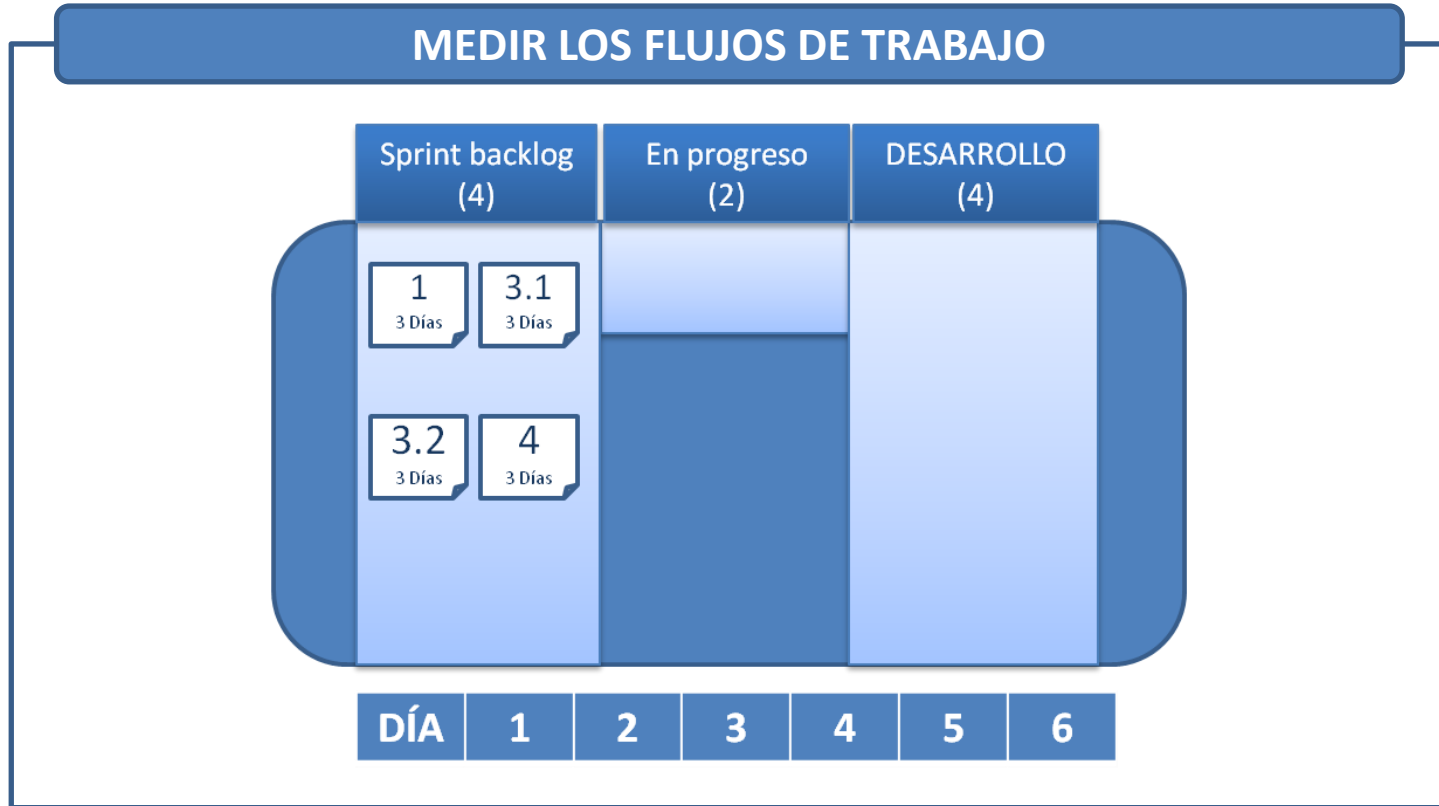 MEDIR LOS FLUJOS DE TRABAJO
Sprint backlog
(4)
En progreso
(2)
DESARROLLO
(4)
1
3 Días
3.1
3 Días
3.2
3 Días
4
3 Días
DÍA 1 2 3 4 5 6